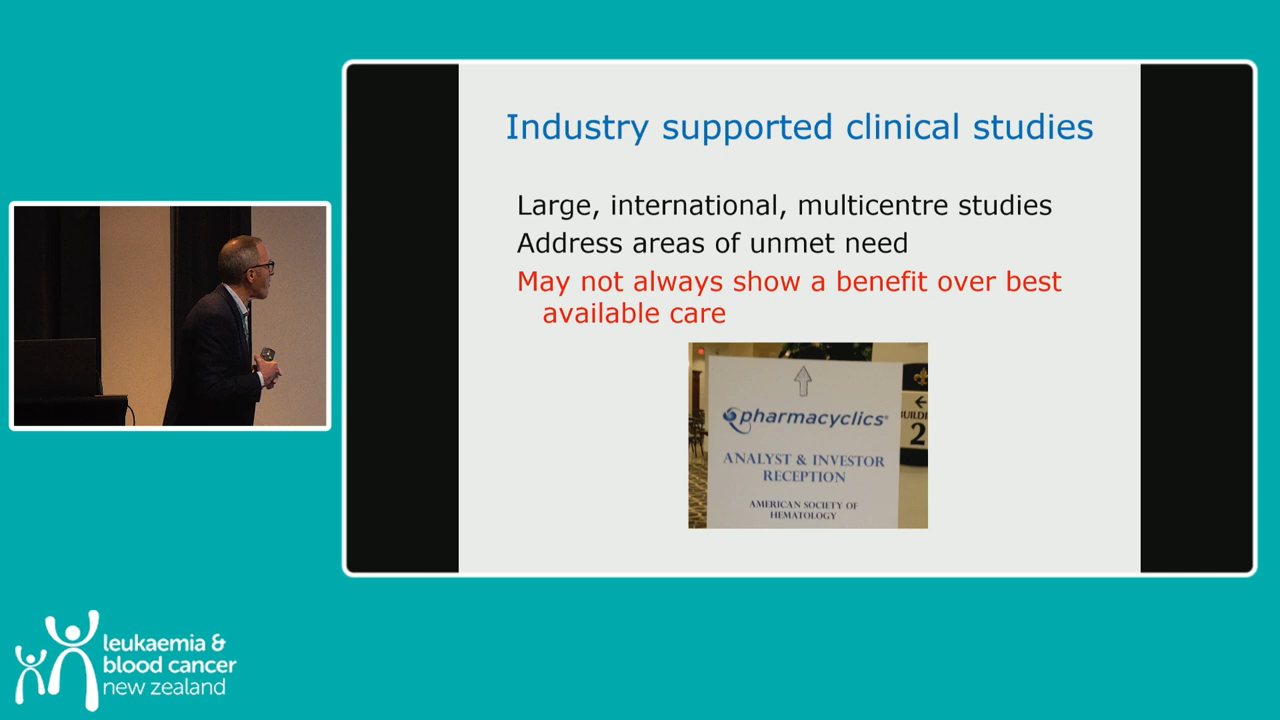 Industry supported clinical studies
Large, international, multicentre studies
Address areas of unmet need
May not always show a benefit over best
available care
pharmacyclics®
ANALYST & INVESTOR
RECEPTION
AMERICAN SOCIETY OF
HEMATOLOGY
2
leukaemia &
blood cancer
new zealand